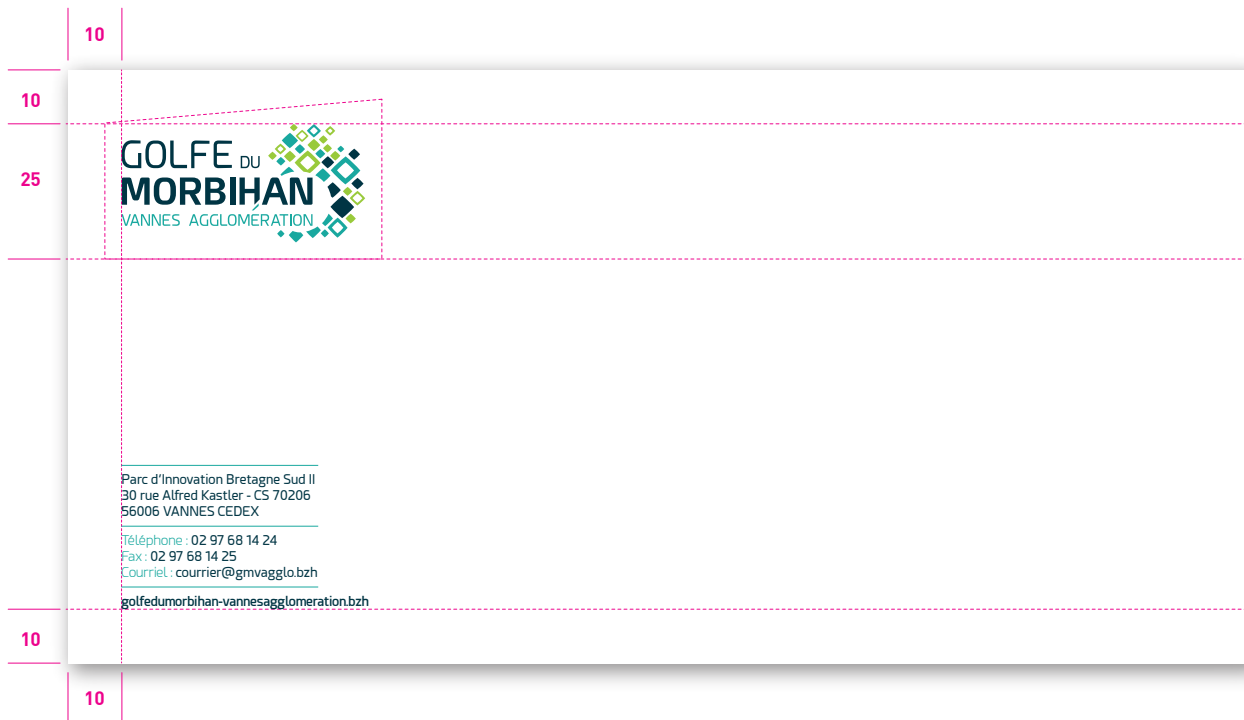 10
10
25
GOLFE DU
MORBIHAN
VANNES AGGLOMÉRATION
Parc d'Innovation Bretagne Sud II
30 rue Alfred Kastler - CS 70206
56006 VANNES CEDEX
Téléphone : 02 97 68 14 24
Fax : 02 97 68 14 25
Courriel : courrier@gmvagglo.bzh
golfedumorbihan-vannesagglomeration.bzh
10
10